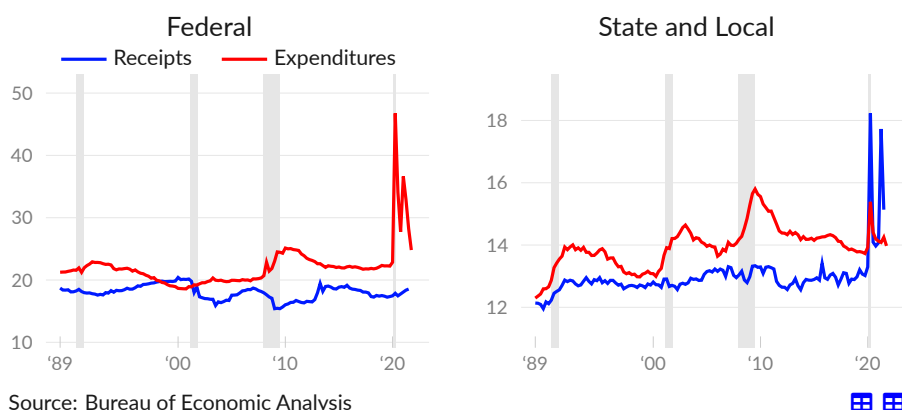 Federal
Receipts Expenditures
50
40
30
20
10
‘89 ‘00 ‘10 ‘20
State and Local
18
16
14
12
‘89 ‘00 ‘10 ‘20
Source: Bureau of Economic Analysis